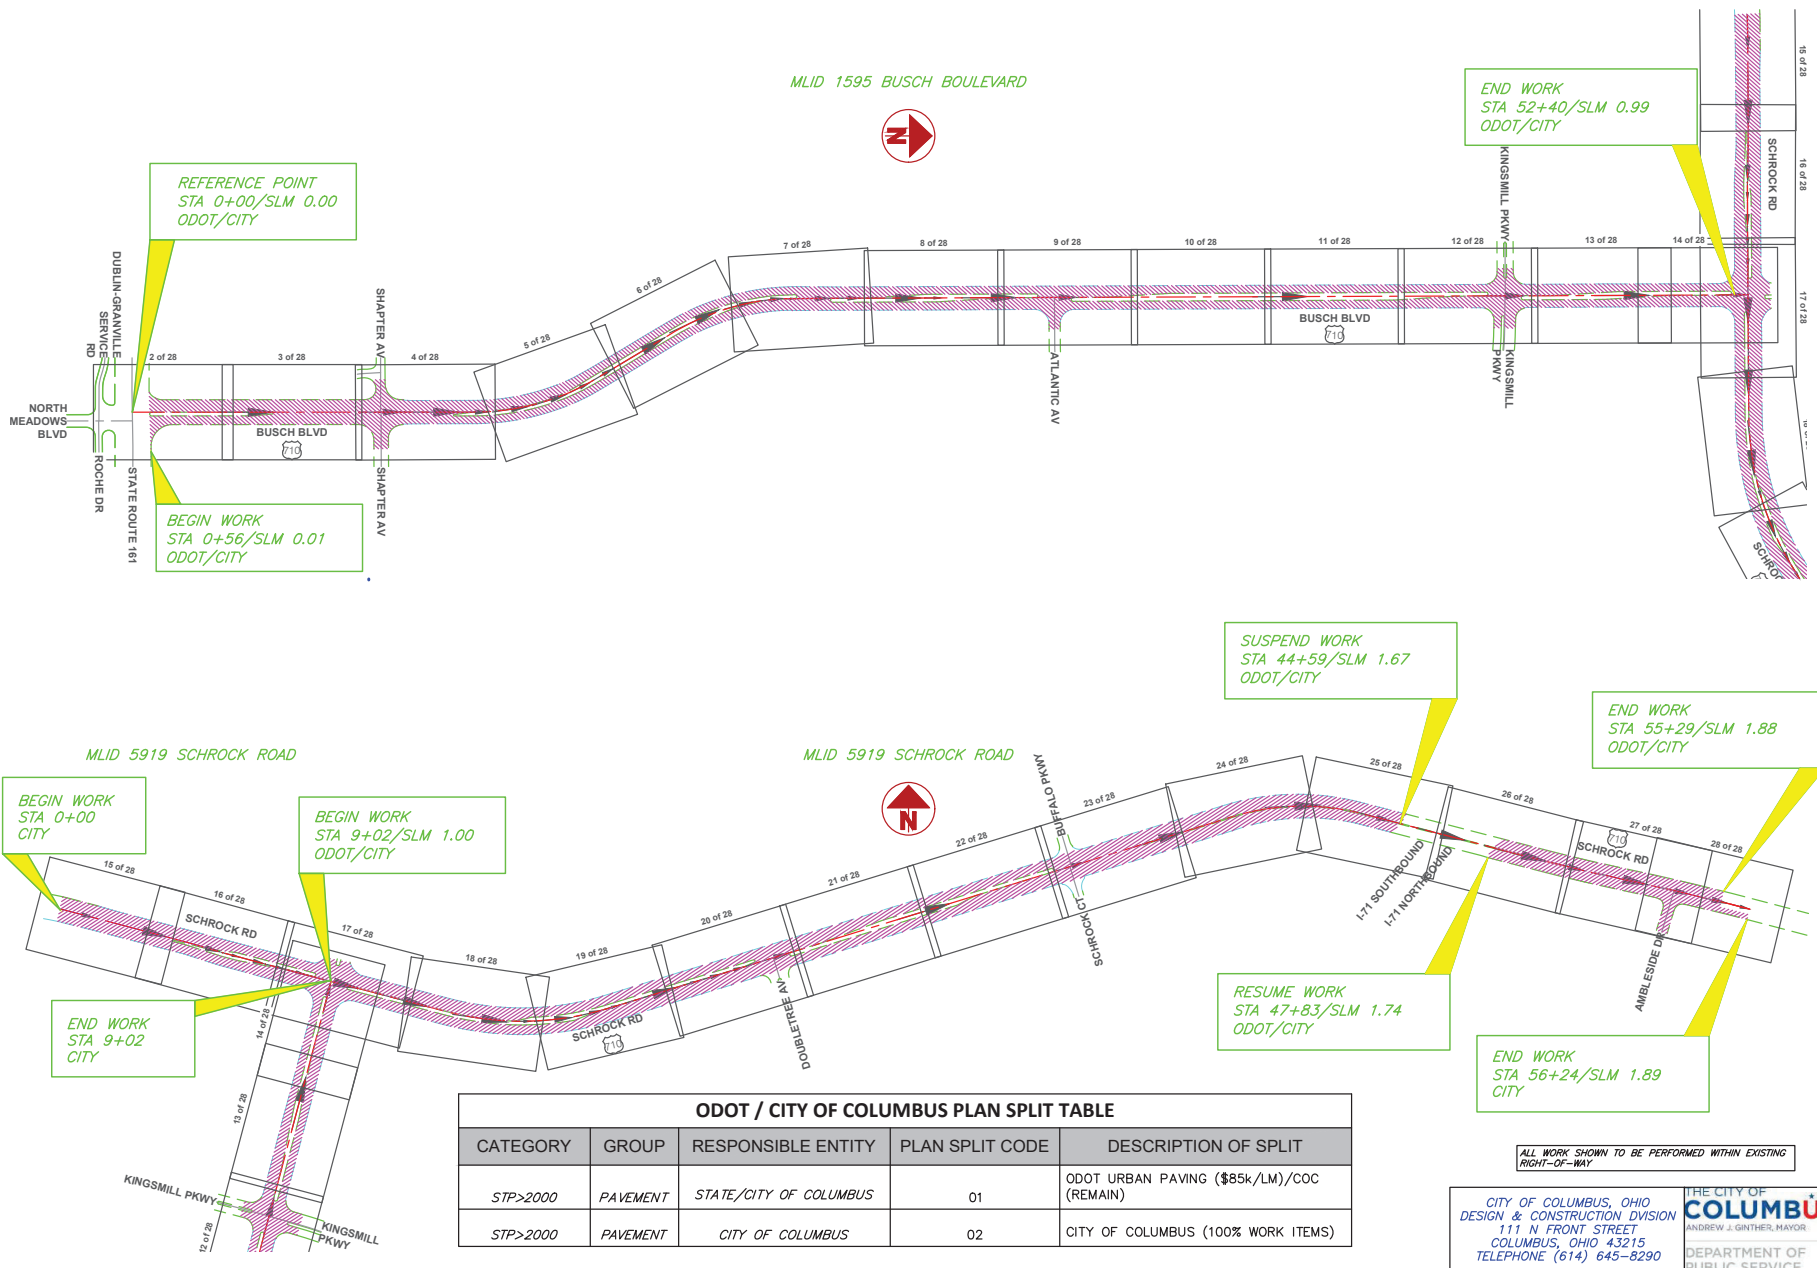 MLID 1595 BUSCH BOULEVARD
N
REFERENCE POINT
STA 0+00/SLM 0.00
ODOT/CITY
END WORK
STA 52+40/SLM 0.99
ODOT/CITY
15 of 28
16 of 28
17 of 28
SCHROCK RD
DUBLIN-GRANVILLE
SERVICE
RD
SHAPTER AV
2 of 28
3 of 28
4 of 28
5 of 28
6 of 28
7 of 28
8 of 28
9 of 28
10 of 28
11 of 28
12 of 28
13 of 28
14 of 28
KINGSMILL PKWY
NORTH
MEADOWS
BLVD
BUSCH BLVD
710
BUSCH BLVD
710
ROCHE DR
STATE ROUTE 161
SHAPTER AV
ATLANTIC AV
KINGSMILL
PKWY
BEGIN WORK
STA 0+56/SLM 0.01
ODOT/CITY
MLID 5919 SCHROCK ROAD
MLID 5919 SCHROCK ROAD
N
SUSPEND WORK
STA 44+59/SLM 1.67
ODOT/CITY
END WORK
STA 55+29/SLM 1.88
ODOT/CITY
BEGIN WORK
STA 0+00
CITY
BEGIN WORK
STA 9+02/SLM 1.00
ODOT/CITY
15 of 28
16 of 28
17 of 28
18 of 28
19 of 28
20 of 28
21 of 28
22 of 28
23 of 28
24 of 28
25 of 28
26 of 28
27 of 28
28 of 28
SCHROCK RD
BUFFALO PKWY
SCHROCK CT
I-71 SOUTHBOUND
I-71 NORTHBOUND
710
SCHROCK RD
AMBLESIDE DR
SCHROCK RD
710
DOUBLETREE AV
END WORK
STA 9+02
CITY
14 of 28
13 of 28
12 of 28
KINGSMILL PKWY
KINGSMILL
PKWY
RESUME WORK
STA 47+83/SLM 1.74
ODOT/CITY
END WORK
STA 56+24/SLM 1.89
CITY
ODOT / CITY OF COLUMBUS PLAN SPLIT TABLE
CATEGORY GROUP RESPONSIBLE ENTITY PLAN SPLIT CODE DESCRIPTION OF SPLIT
STP>2000 PAVEMENT STATE/CITY OF COLUMBUS 01 ODOT URBAN PAVING ($85k/LM)/COC
(REMAIN)
STP>2000 PAVEMENT CITY OF COLUMBUS 02 CITY OF COLUMBUS (100% WORK ITEMS)
ALL WORK SHOWN TO BE PERFORMED WITHIN EXISTING
RIGHT-OF-WAY
CITY OF COLUMBUS, OHIO
DESIGN & CONSTRUCTION DVISION
111 N FRONT STREET
COLUMBUS, OHIO 43215
TELEPHONE (614) 645-8290
THE CITY OF
COLUMBU
ANDREW J. GINTHER, MAYOR
DEPARTMENT OF
PUBLIC SERVICE